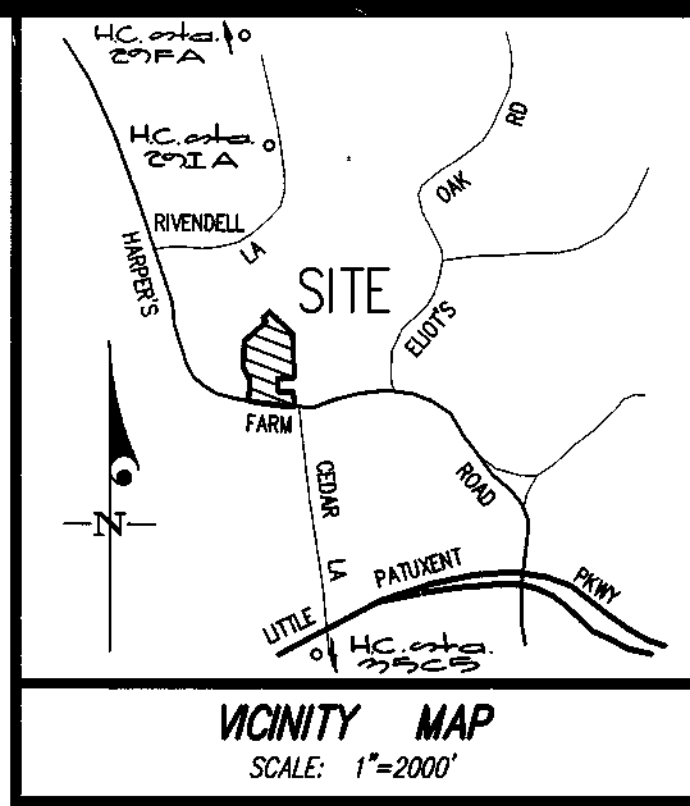 H.C. sta.
29FA
H.C. sta.
29IA
OAK RD
RIVENDELL LA
HARPER'S
SITE
ELIOT'S
FARM
CEDAR LA
ROAD
N
PATUXENT
PKWY
LITTLE
H.C. sta.
35C5
VICINITY MAP
SCALE: 1"=2000'